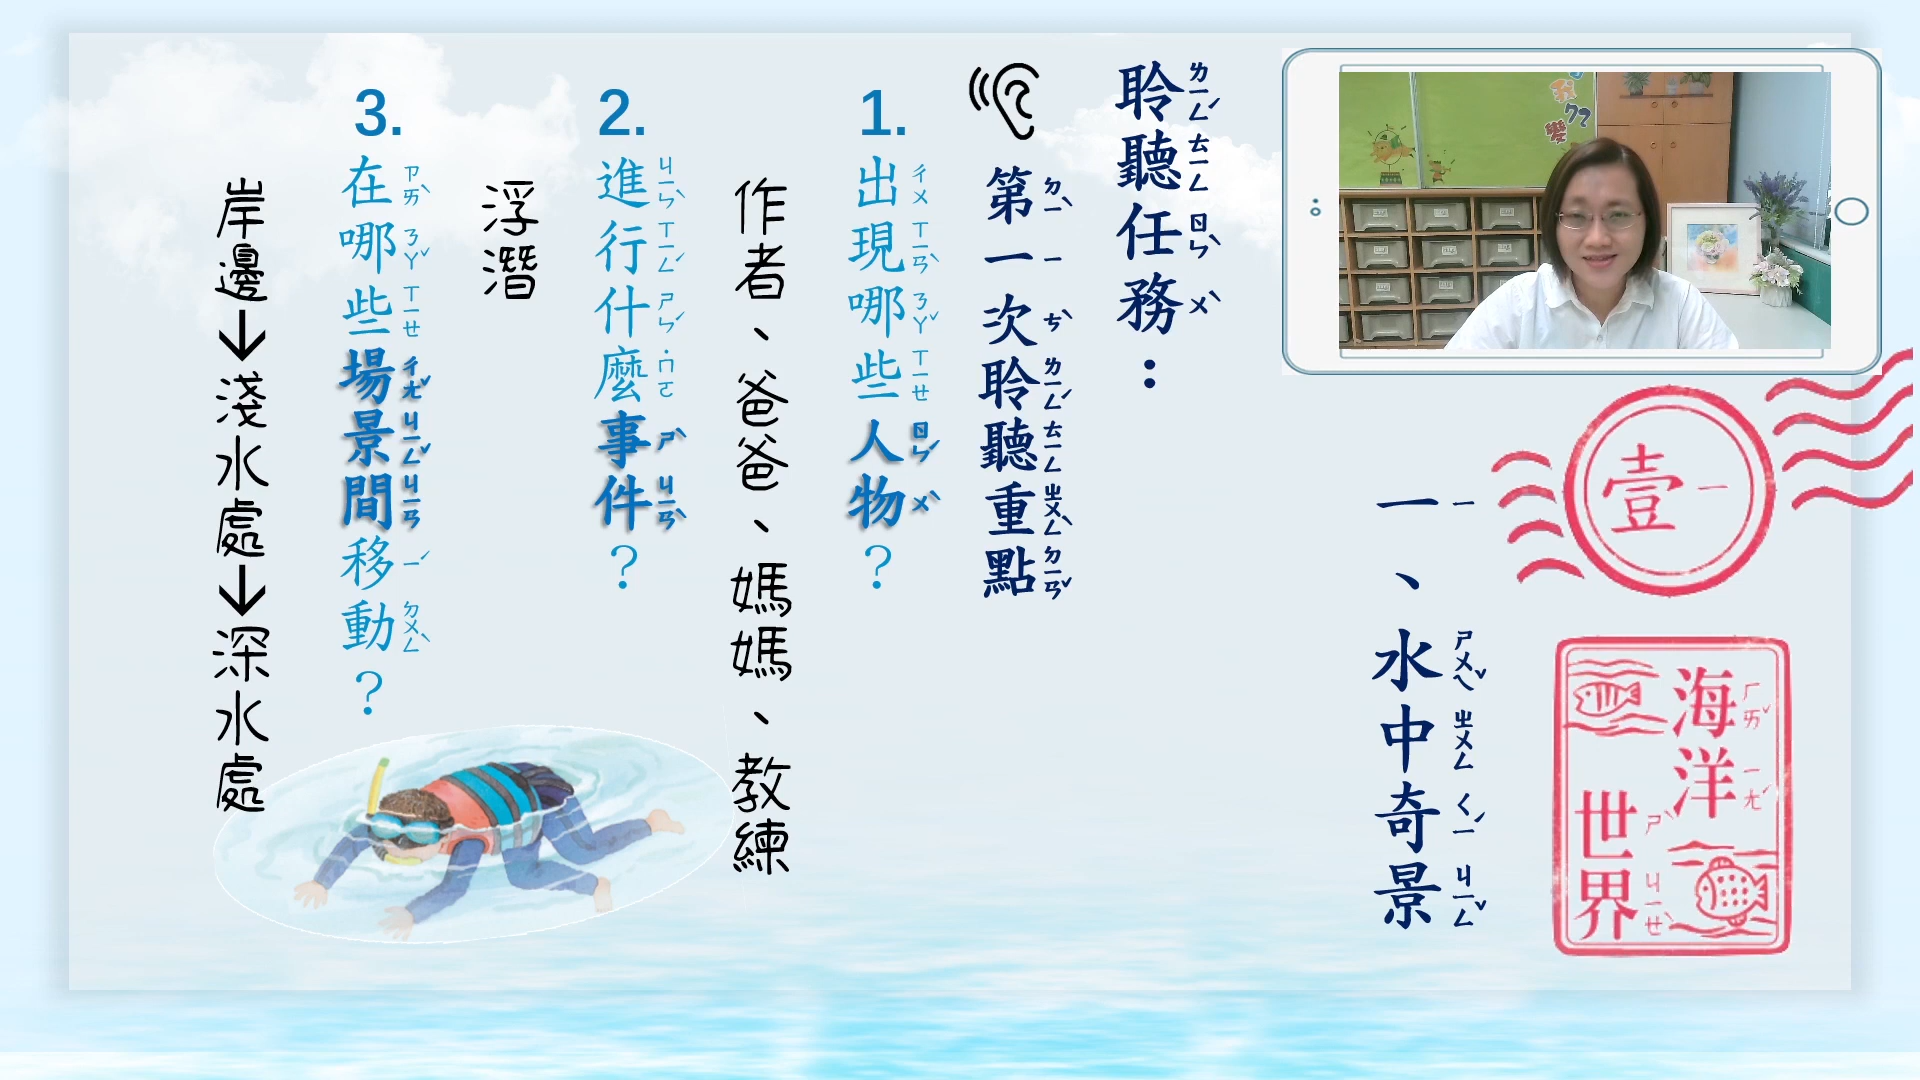 壹
海洋
世界
一、水中奇景
聆聽任務：
第一次聆聽重點
1. 出現哪些人物？
作者、爸爸、媽媽、教練
2. 進行什麼事件？
浮潛
3. 在哪些場景間移動？
岸邊→淺水處→深水處